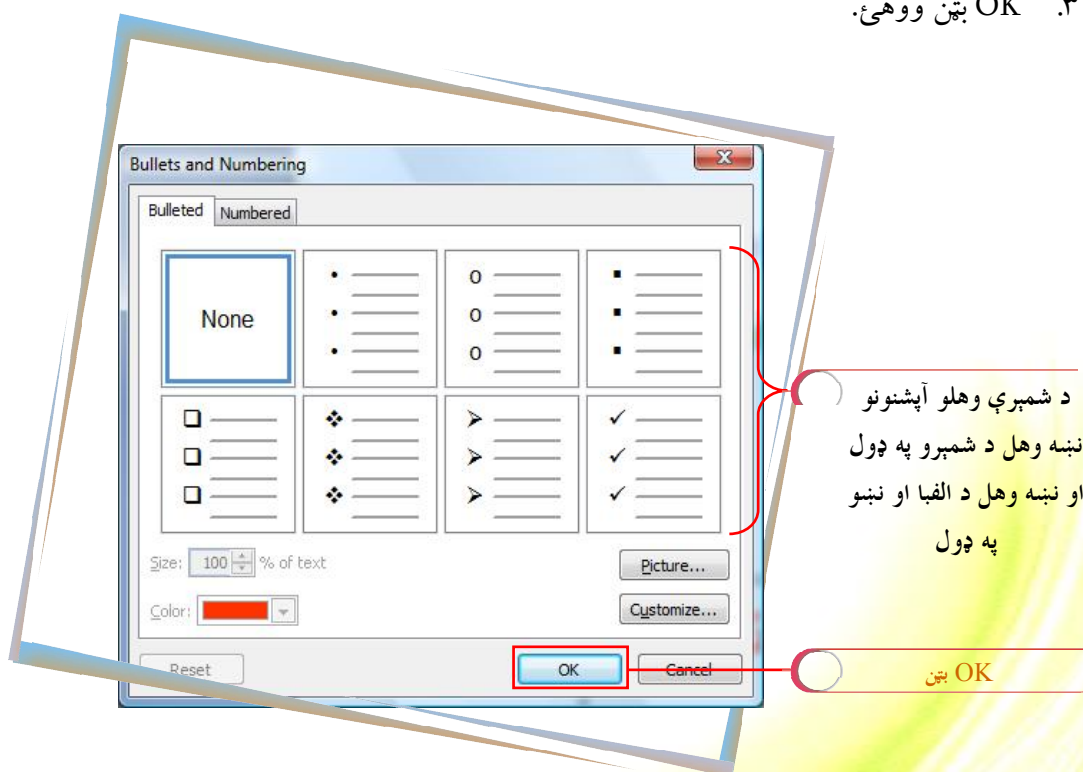 ۳. OK بټن ووهئ.
Bullets and Numbering
Bulleted Numbered
None
Size: 100 % of text
Picture...
Color:
Customize...
Reset OK Cancel
د شمېرې وهلو آپشنونو
نښه وهل د شمېرو په ډول
او نښه وهل د الفبا او نښو
په ډول
OK بټن